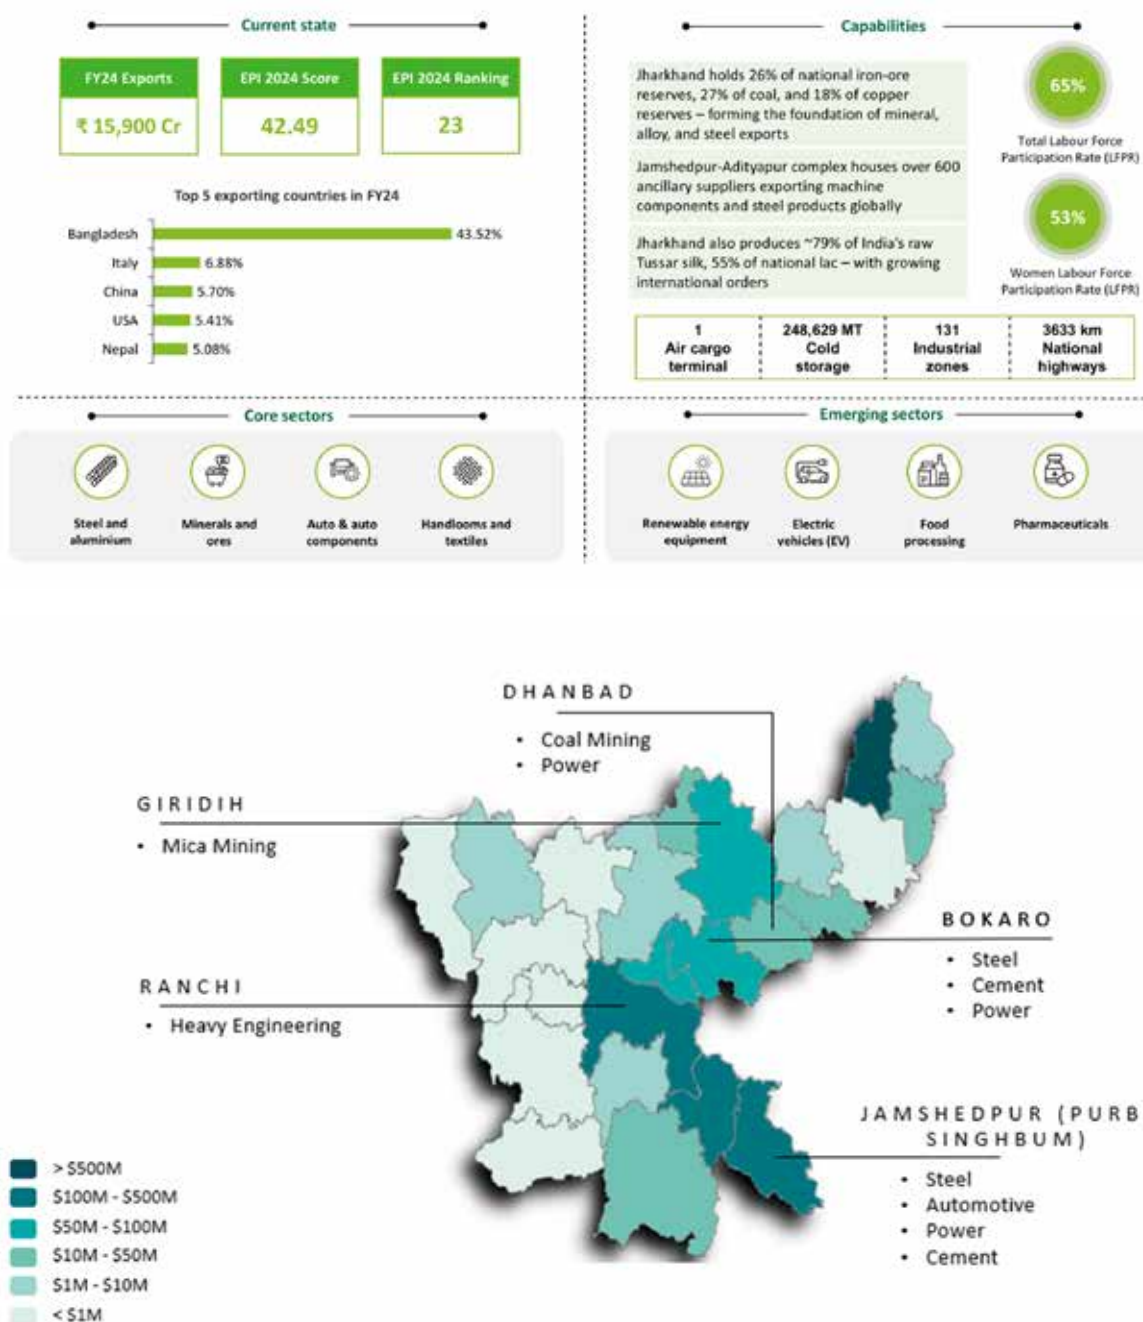 Current state
FY24 Exports
₹ 15,900 Cr
EPI 2024 Score
42.49
EPI 2024 Ranking
23
Top 5 exporting countries in FY24
Bangladesh 43.52%
Italy 6.88%
China 5.70%
USA 5.41%
Nepal 5.08%
Capabilities
Jharkhand holds 26% of national iron-ore
reserves, 27% of coal, and 18% of copper
reserves – forming the foundation of mineral,
alloy, and steel exports
Jamshedpur-Adityapur complex houses over 600
ancillary suppliers exporting machine
components and steel products globally
Jharkhand also produces ~79% of India's raw
Tussar silk, 55% of national lac – with growing
international orders
65%
Total Labour Force
Participation Rate (LFPR)
53%
Women Labour Force
Participation Rate (LFPR)
1
Air cargo
terminal
248,629 MT
Cold
storage
131
Industrial
zones
3633 km
National
highways
Core sectors
Steel and
aluminium
Minerals and
ores
Auto & auto
components
Handlooms and
textiles
Emerging sectors
Renewable energy
equipment
Electric
vehicles (EV)
Food
processing
Pharmaceuticals
DHANBAD
• Coal Mining
• Power
GIRIDIH
• Mica Mining
BOKARO
• Steel
• Cement
• Power
RANCHI
• Heavy Engineering
JAMSHEDPUR (PURB
SINGHBUM)
• Steel
• Automotive
• Power
• Cement
> $500M
$100M - $500M
$50M - $100M
$10M - $50M
$1M - $10M
< $1M